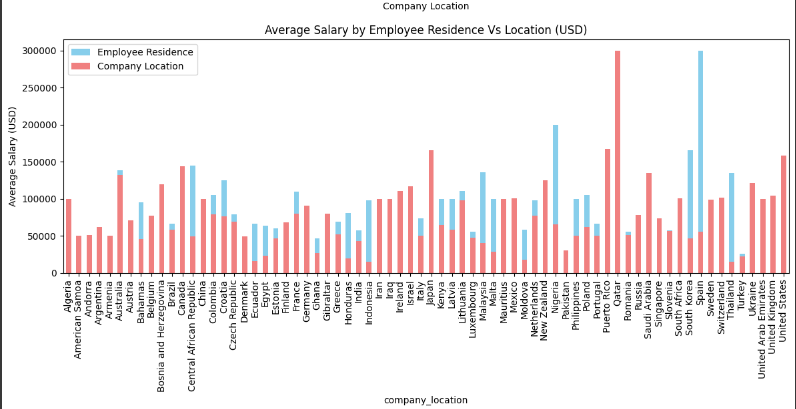 Company Location
Average Salary by Employee Residence Vs Location (USD)
Employee Residence
Company Location
Average Salary (USD)
300000
250000
200000
150000
100000
50000
0
Algeria
American Samoa
Andorra
Argentina
Armenia
Australia
Austria
Bahamas
Belgium
Bosnia and Herzegovina
Brazil
Canada
Central African Republic
China
Colombia
Croatia
Czech Republic
Denmark
Ecuador
Egypt
Estonia
Finland
France
Germany
Ghana
Gibraltar
Greece
Honduras
India
Indonesia
Iran
Iraq
Ireland
Israel
Italy
Japan
Kenya
Latvia
Lithuania
Luxembourg
Malaysia
Malta
Mauritius
Mexico
Moldova
Netherlands
New Zealand
Nigeria
Pakistan
Philippines
Poland
Portugal
Puerto Rico
Qatar
Romania
Russia
Saudi Arabia
Singapore
Slovenia
South Africa
South Korea
Spain
Sweden
Switzerland
Thailand
Turkey
Ukraine
United Arab Emirates
United Kingdom
United States
company_location